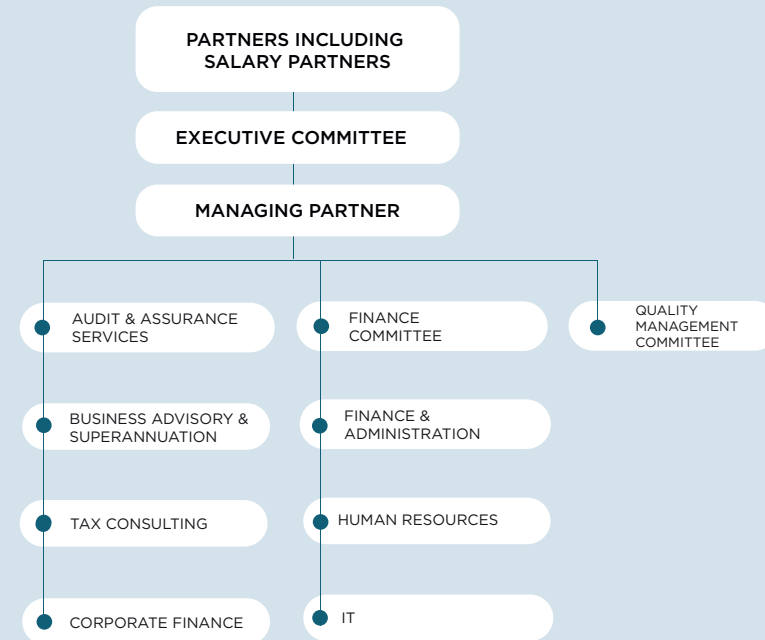 PARTNERS INCLUDING
SALARY PARTNERS
EXECUTIVE COMMITTEE
MANAGING PARTNER
AUDIT & ASSURANCE
SERVICES
FINANCE
COMMITTEE
QUALITY
MANAGEMENT
COMMITTEE
BUSINESS ADVISORY &
SUPERANNUATION
FINANCE &
ADMINISTRATION
TAX CONSULTING
HUMAN RESOURCES
CORPORATE FINANCE
IT